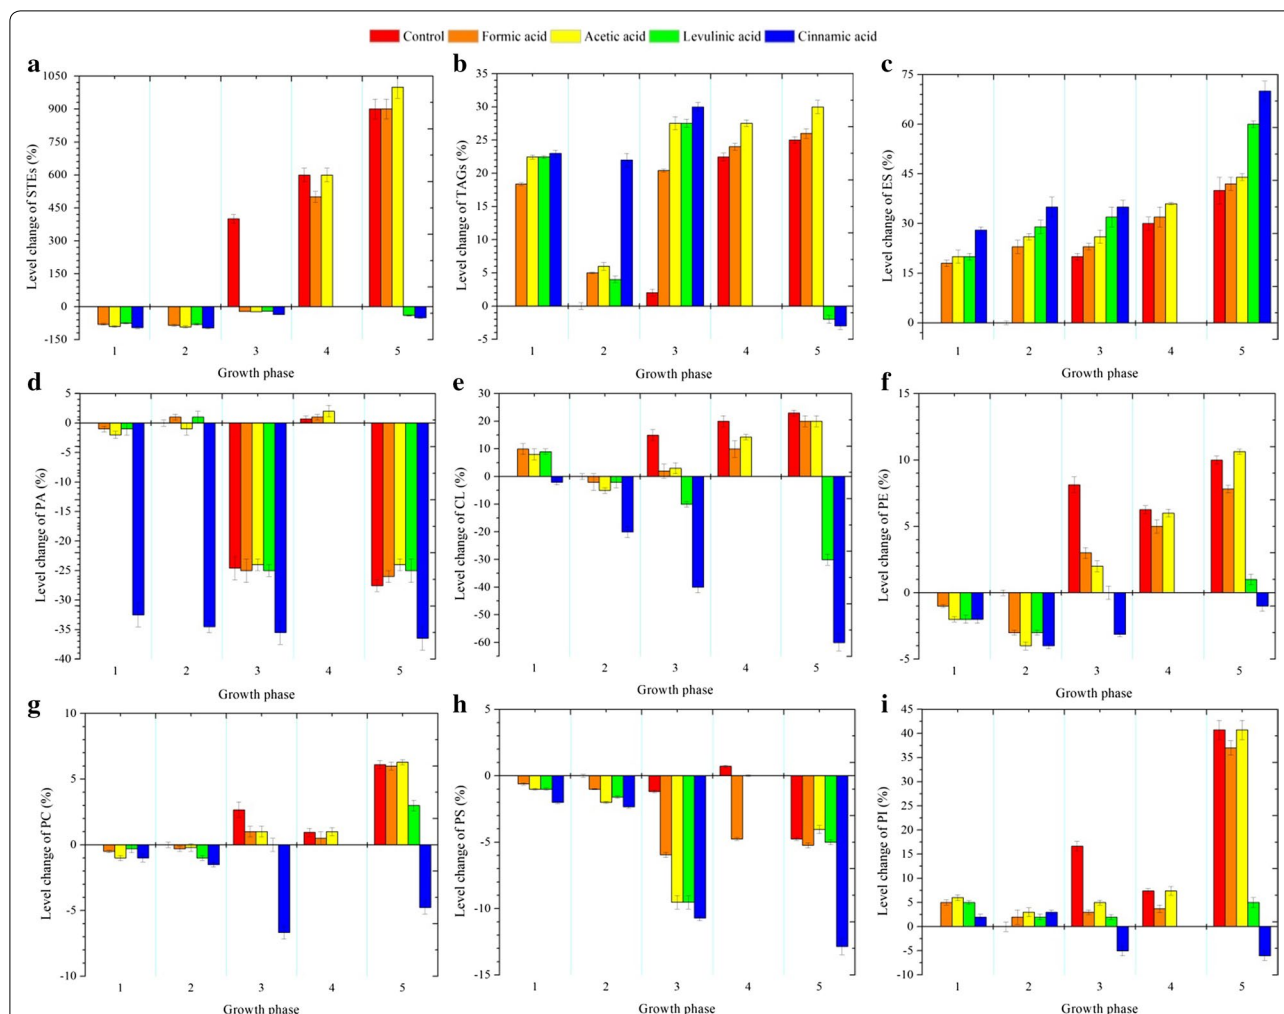 Control Formic acid Acetic acid Levulinic acid Cinnamic acid
a
Level change of STEs (%)
1050
900
750
600
450
300
150
0
-150
1 2 3 4 5
Growth phase
b
Level change of TAGs (%)
35
30
25
20
15
10
5
0
-5
1 2 3 4 5
Growth phase
c
Level change of ES (%)
75
60
45
30
15
0
1 2 3 4 5
Growth phase
d
Level change of PA (%)
5
0
-5
-10
-15
-20
-25
-30
-35
-40
1 2 3 4 5
Growth phase
e
Level change of CL (%)
30
20
10
0
-10
-20
-30
-40
-50
-60
1 2 3 4 5
Growth phase
f
Level change of PE (%)
15
10
5
0
-5
1 2 3 4 5
Growth phase
g
Level change of PC (%)
10
5
0
-5
-10
1 2 3 4 5
Growth phase
h
Level change of PS (%)
5
0
-5
-10
-15
1 2 3 4 5
Growth phase
i
Level change of PI (%)
45
40
35
30
25
20
15
10
5
0
-5
-10
1 2 3 4 5
Growth phase